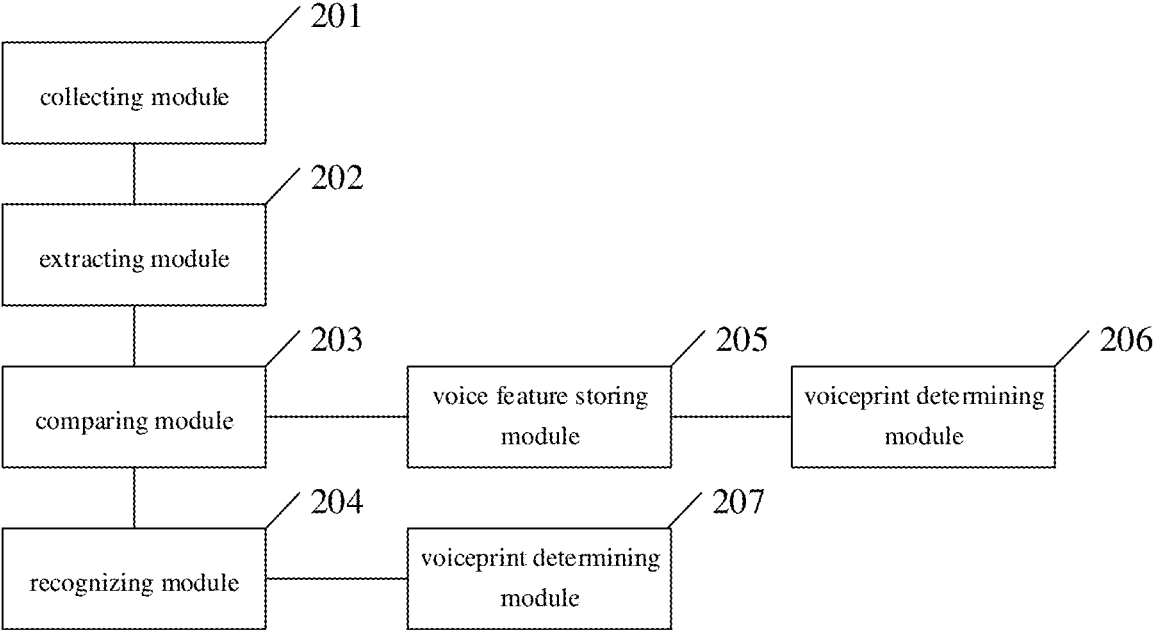 201
collecting module
202
extracting module
203
205
206
comparing module
voice feature storing
module
voiceprint determining
module
204
207
recognizing module
voiceprint determining
module